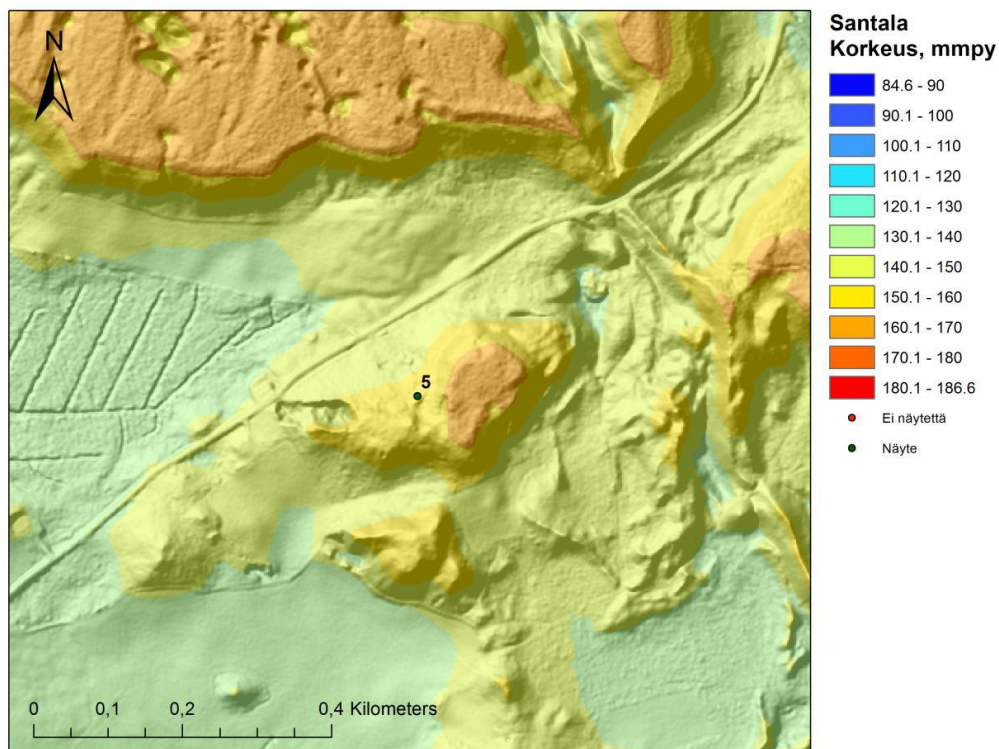 N
5
0 0,1 0,2 0,4 Kilometers
Santala
Korkeus, mmpy
84.6 - 90
90.1 - 100
100.1 - 110
110.1 - 120
120.1 - 130
130.1 - 140
140.1 - 150
150.1 - 160
160.1 - 170
170.1 - 180
180.1 - 186.6
Ei näytettä
Näyte